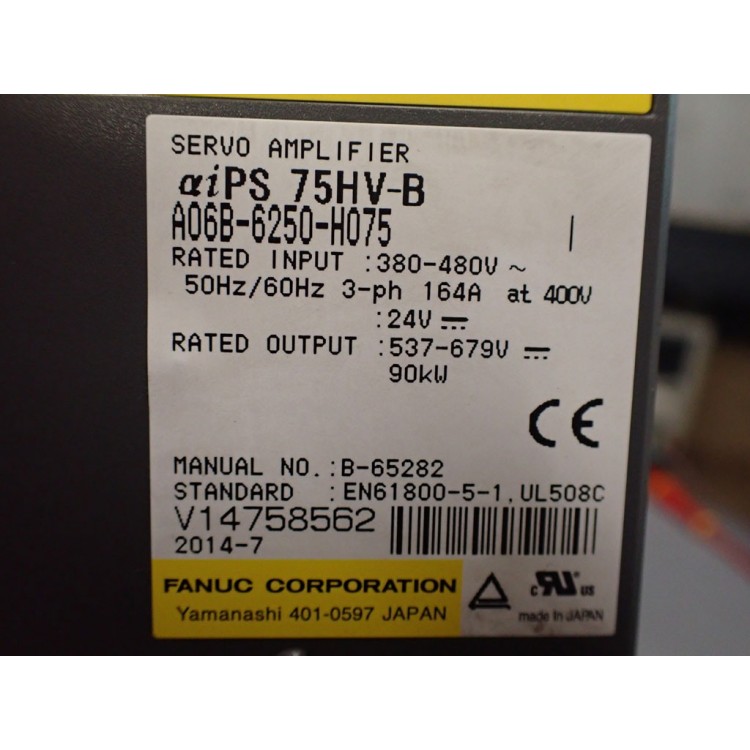 SERVO AMPLIFIER
αiPS 75HV-B
A06B-6250-H075 I
RATED INPUT :380-480V ~
50Hz/60Hz 3-ph 164A at 400V
:24V ⎓
RATED OUTPUT :537-679V ⎓
90kW
CE
MANUAL NO.:B-65282
STANDARD :EN61800-5-1.UL508C
V14758562
2014-7
FANUC CORPORATION
Yamanashi 401-0597 JAPAN
c RU us
made in JAPAN